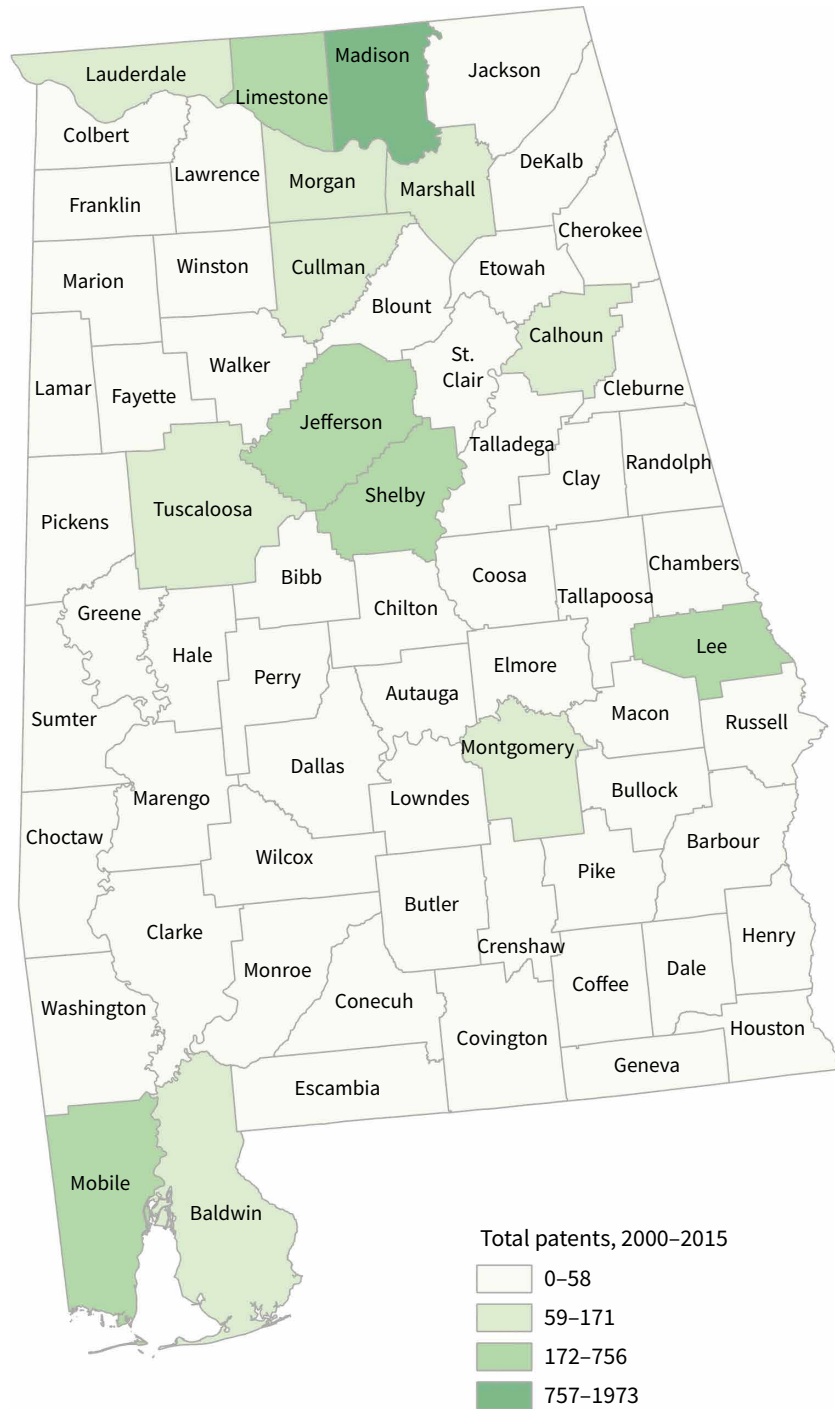 Madison
Lauderdale
Jackson
Limestone
Colbert
DeKalb
Lawrence
Morgan
Marshall
Franklin
Cherokee
Winston
Cullman
Etowah
Marion
Blount
Calhoun
St.
Clair
Walker
Lamar
Cleburne
Fayette
Jefferson
Talladega
Randolph
Clay
Shelby
Tuscaloosa
Pickens
Chambers
Coosa
Bibb
Tallapoosa
Chilton
Greene
Lee
Hale
Elmore
Perry
Autauga
Macon
Sumter
Russell
Montgomery
Dallas
Bullock
Marengo
Lowndes
Choctaw
Barbour
Wilcox
Pike
Butler
Clarke
Henry
Crenshaw
Monroe
Dale
Coffee
Conecuh
Washington
Houston
Covington
Geneva
Escambia
Mobile
Baldwin
Total patents, 2000–2015
0–58
59–171
172–756
757–1973